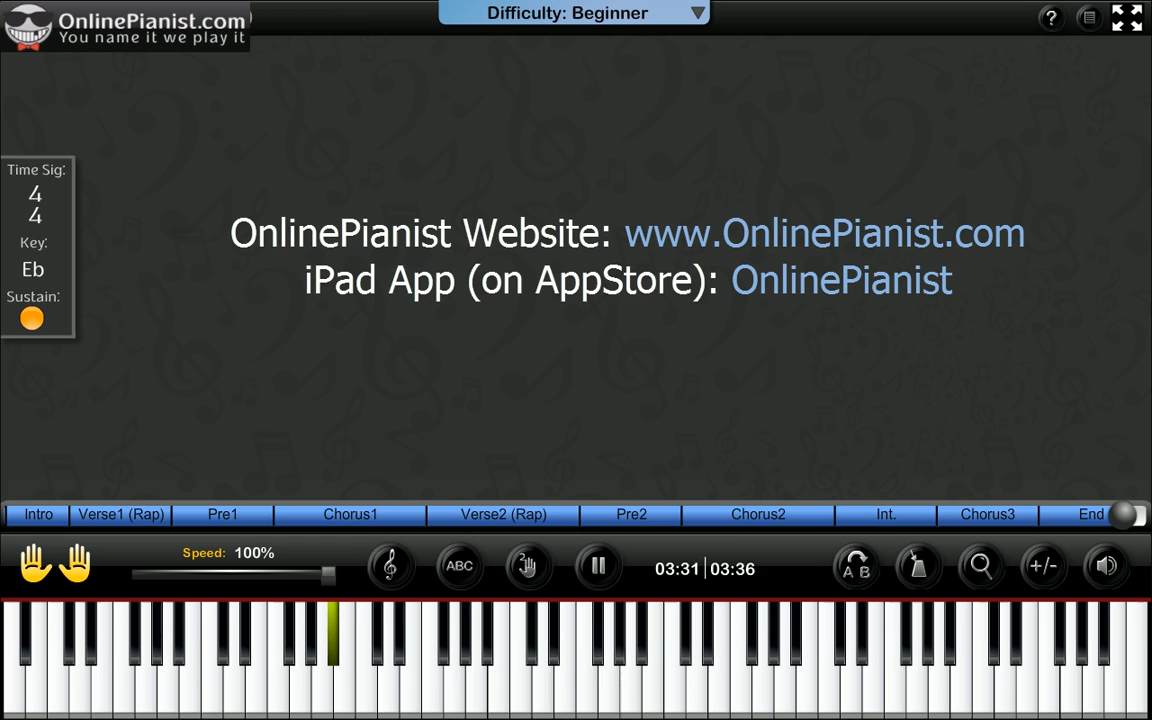 OnlinePianist.com
You name it we play it
Difficulty: Beginner
?
Time Sig:
4
4
Key:
Eb
Sustain:
OnlinePianist Website: www.OnlinePianist.com
iPad App (on AppStore): OnlinePianist
Intro Verse1 (Rap) Pre1 Chorus1 Verse2 (Rap) Pre2 Chorus2 Int. Chorus3 End
Speed: 100%
ABC
2
03:31 | 03:36
A B
+/-